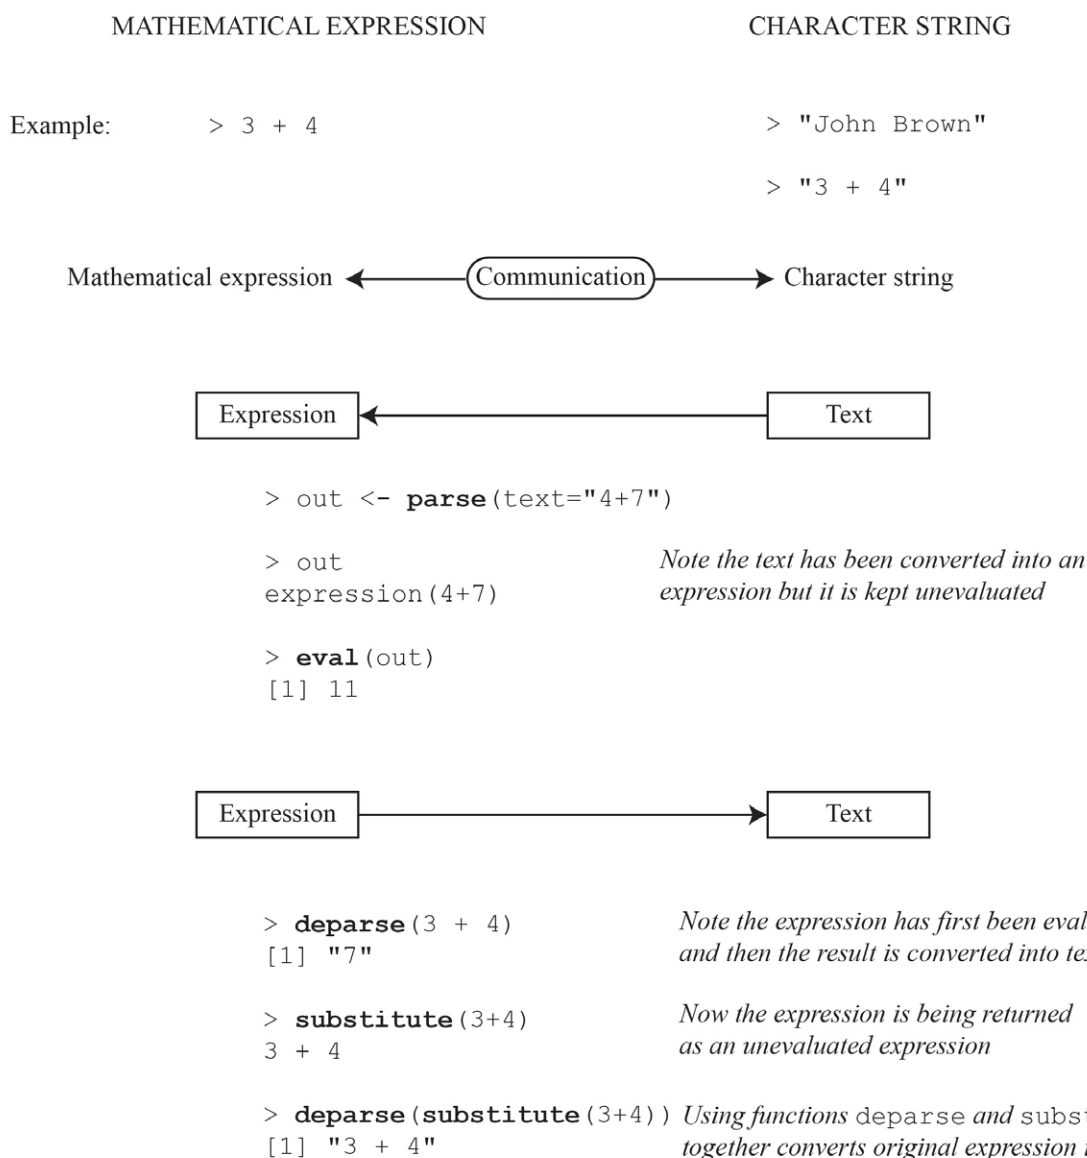 MATHEMATICAL EXPRESSION CHARACTER STRING
Example: > 3 + 4 > "John Brown"
> "3 + 4"
Mathematical expression Communication Character string
Expression Text
> out <- parse(text="4+7")
> out Note the text has been converted into an
expression(4+7) expression but it is kept unevaluated
> eval(out)
[1] 11
Expression Text
> deparse(3 + 4) Note the expression has first been
[1] "7" and then the result is converted into
> substitute(3+4) Now the expression is being returned
3 + 4 as an unevaluated expression
> deparse(substitute(3+4)) Using functions deparse and
[1] "3 + 4" together converts original expression